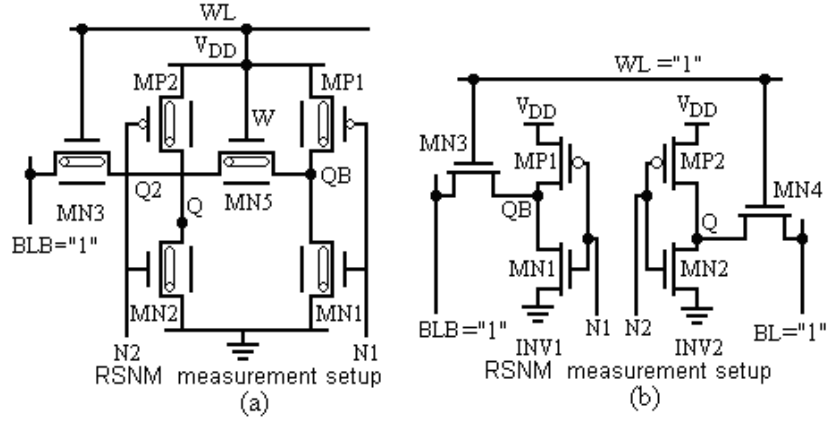 WL
VDD
MP2
MP1
W
MN3
Q2
Q
MN5
QB
BLB="1"
MN2
MN1
N2
N1
RSNM measurement setup
(a)
WL ="1"
VDD
VDD
MN3
MP1
MP2
MN4
QB
Q
MN1
MN2
BLB="1"
N1
N2
BL="1"
INV1
INV2
RSNM measurement setup
(b)